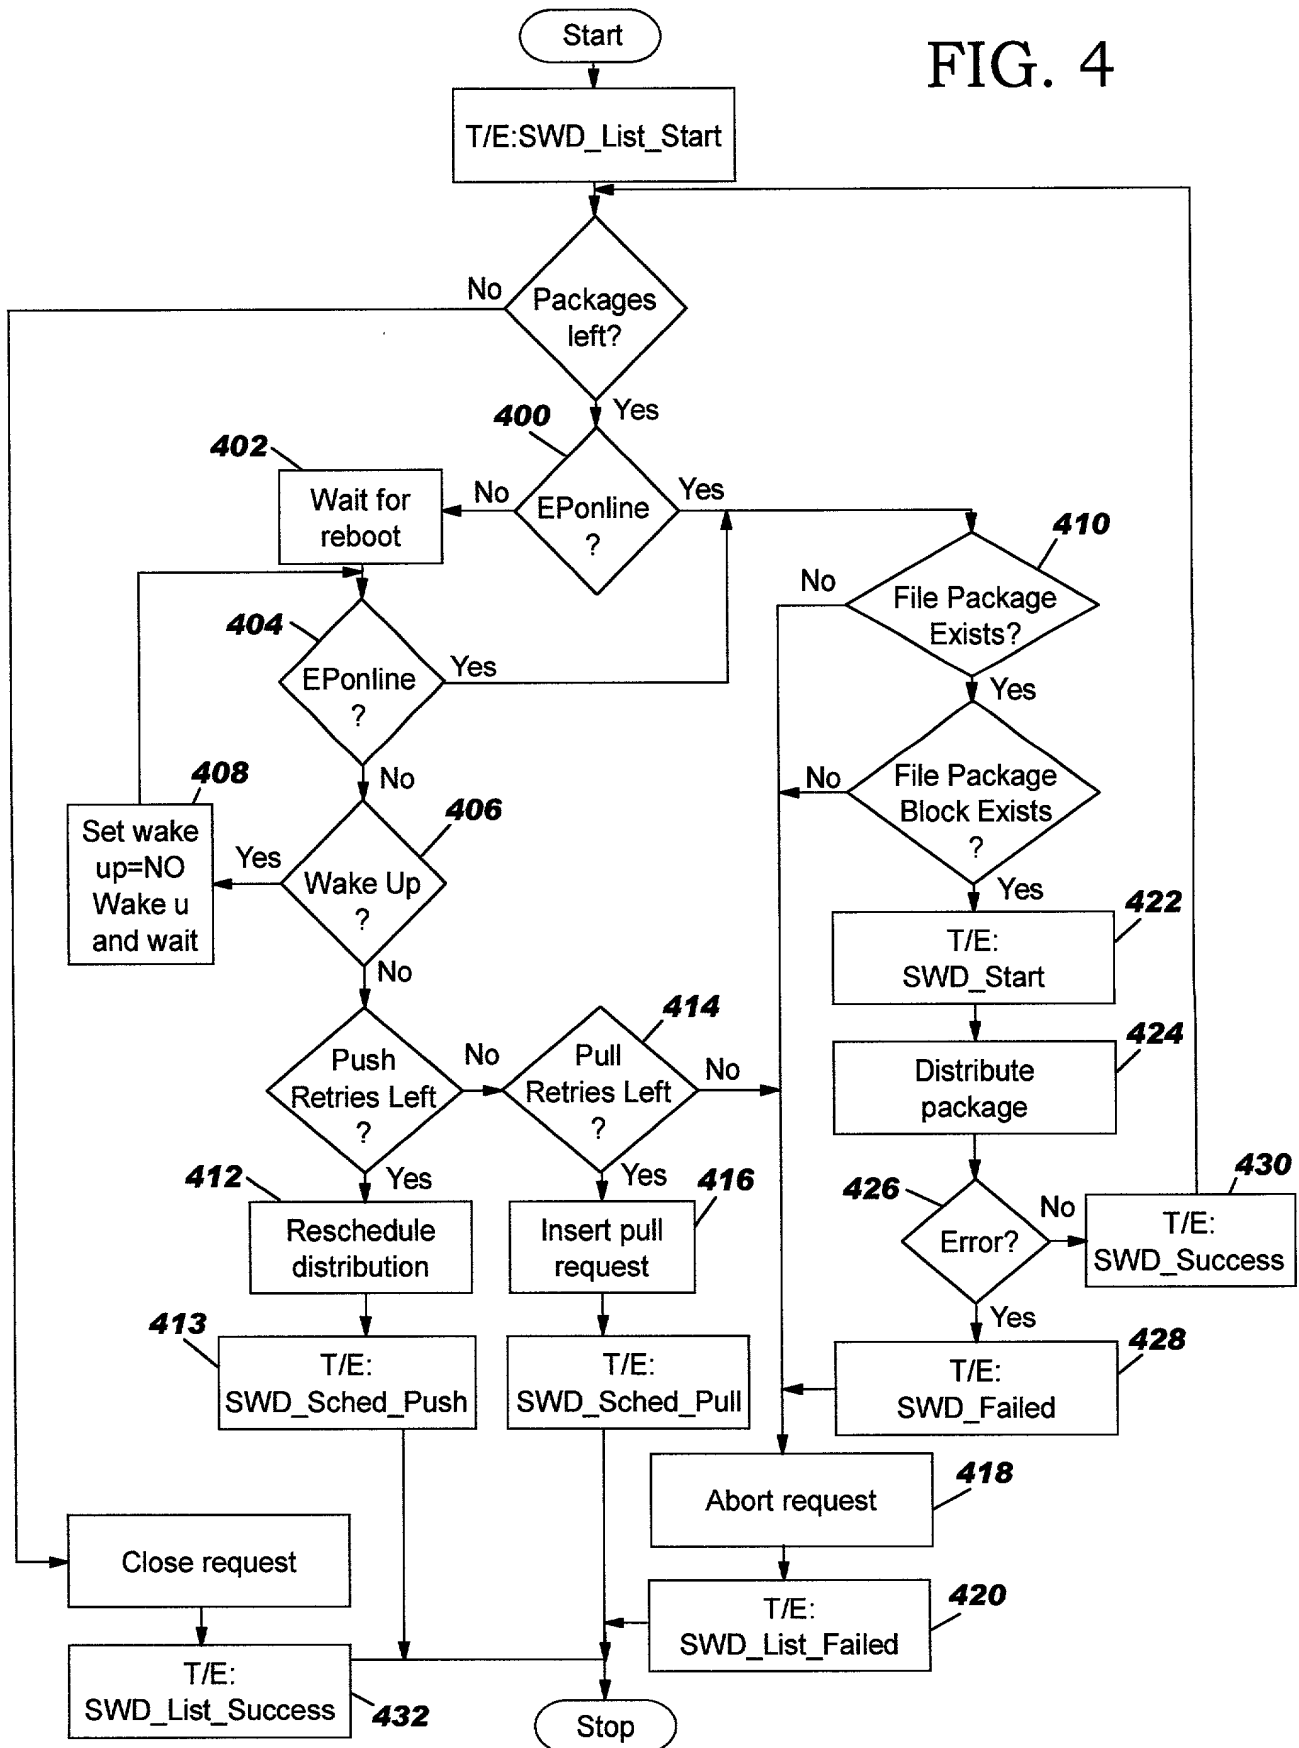 Start
FIG. 4
T/E:SWD_List_Start
No
Packages
left?
Yes
400
402
Wait for
reboot
No
EPonline
?
Yes
410
No
File Package
Exists?
404
EPonline
?
Yes
Yes
No
408
Set wake
up=NO
Wake u
and wait
Yes
406
Wake Up
?
No
No
File Package
Block Exists
?
Yes
422
T/E:
SWD_Start
Push
Retries Left
?
No
414
Pull
Retries Left
?
No
424
Distribute
package
412
Yes
Reschedule
distribution
Yes
416
Insert pull
request
426
Error?
No
430
T/E:
SWD_Success
Yes
413
T/E:
SWD_Sched_Push
T/E:
SWD_Sched_Pull
428
T/E:
SWD_Failed
418
Abort request
Close request
420
T/E:
SWD_List_Failed
T/E:
SWD_List_Success
432
Stop